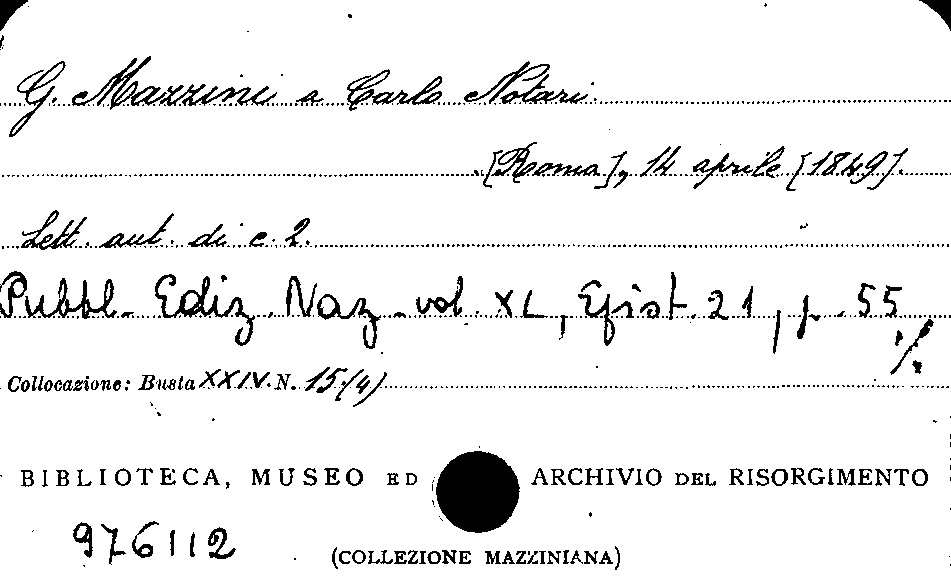 G. Mazzini a Carlo Notari.
[Roma], 14 aprile [1849].
Lett. aut. di c. 2.
Pubbl. Ediz. Naz. vol. XL, Epist. 21, p. 55
./.
Collocazione: Busta XXIV. N. 15(4)
BIBLIOTECA, MUSEO ED ARCHIVIO DEL RISORGIMENTO
976112
(COLLEZIONE MAZZINIANA)